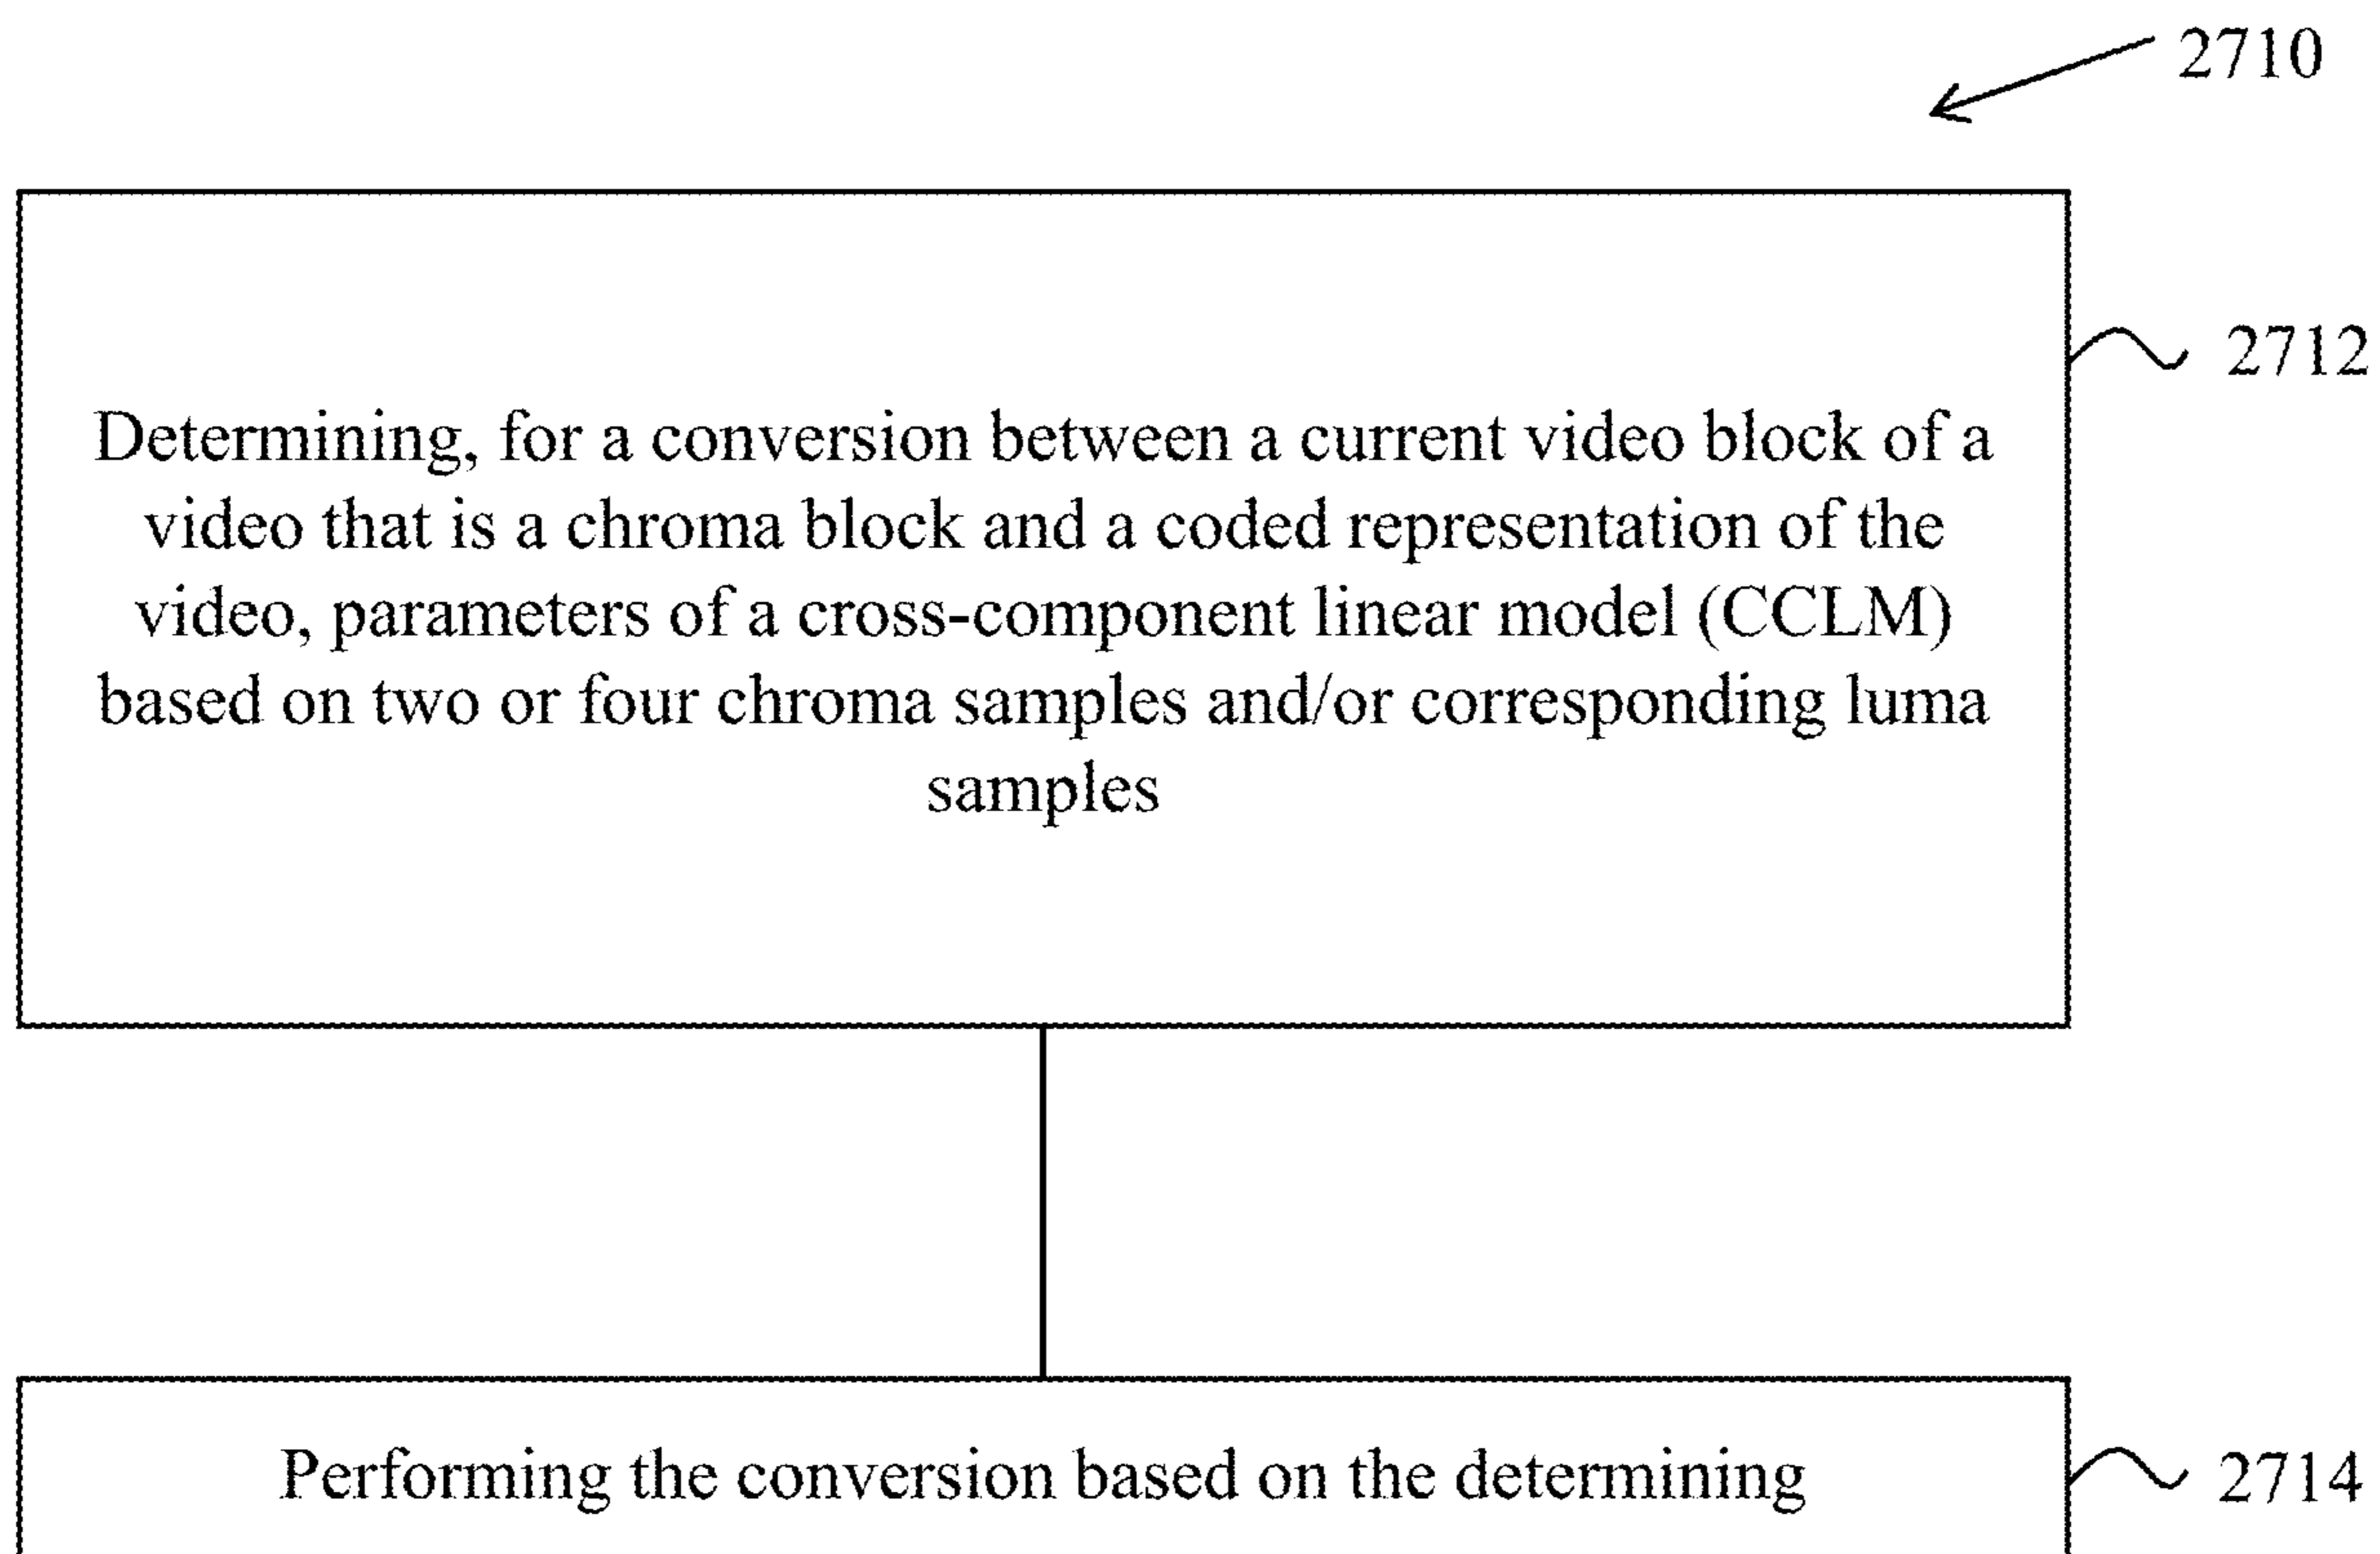 2710
2712
Determining, for a conversion between a current video block of a
video that is a chroma block and a coded representation of the
video, parameters of a cross-component linear model (CCLM)
based on two or four chroma samples and/or corresponding luma
samples
Performing the conversion based on the determining
2714